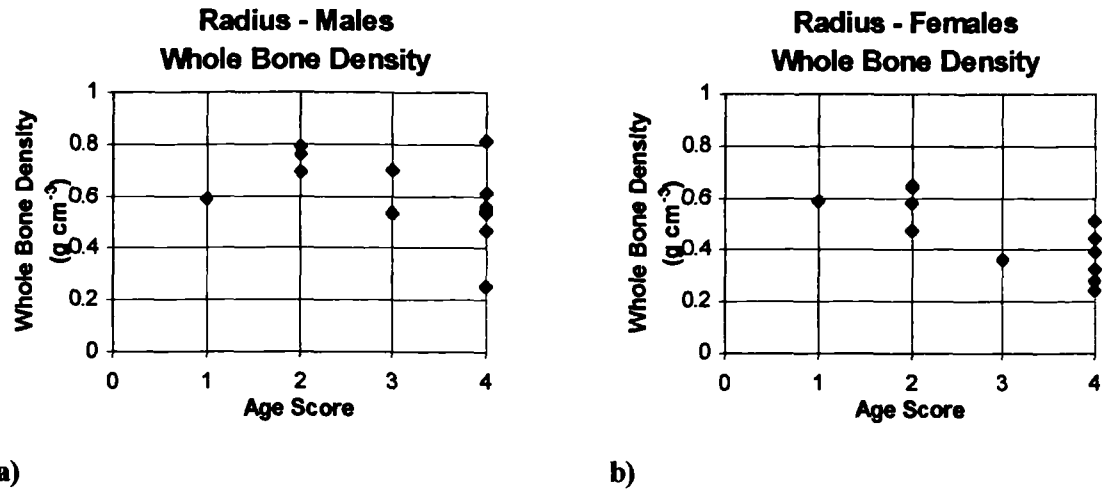 Radius - Males
Whole Bone Density
Whole Bone Density
(g cm⁻³)
1
0.8
0.6
0.4
0.2
0
0 1 2 3 4
Age Score
a)
Radius - Females
Whole Bone Density
Whole Bone Density
(g cm⁻³)
1
0.8
0.6
0.4
0.2
0
0 1 2 3 4
Age Score
b)